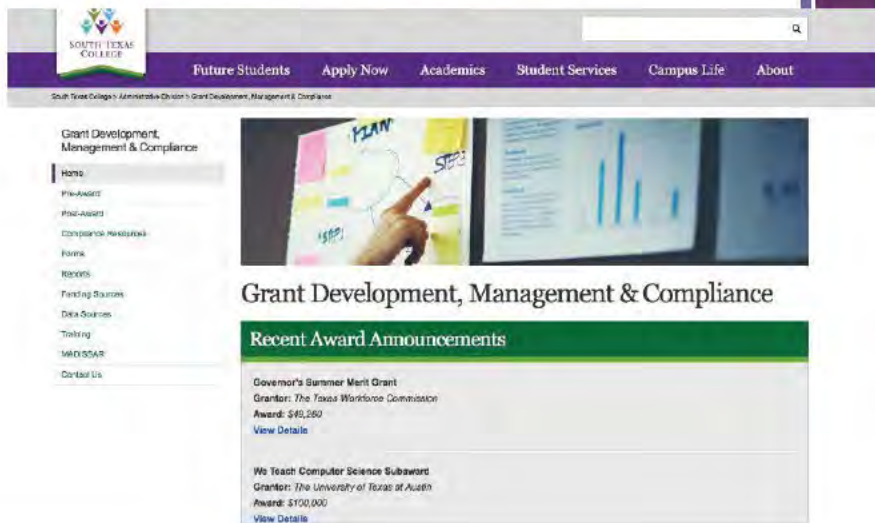 SOUTH TEXAS
COLLEGE
Future Students Apply Now Academics Student Services Campus Life About
South Texas College > Administrative Division > Grant Development, Management & Compliance
Grant Development,
Management & Compliance
Home
Pre-Award
Post-Award
Compliance Resources
Forms
Reports
Funding Sources
Data Sources
Training
Contact Us
PLAN
STEP2
STEP1
Grant Development, Management & Compliance
Recent Award Announcements
Governor's Summer Merit Grant
Grantor: The Texas Workforce Commission
Award: $49,260
View Details
We Teach Computer Science Subaward
Grantor: The University of Texas at Austin
Award: $100,000
View Details